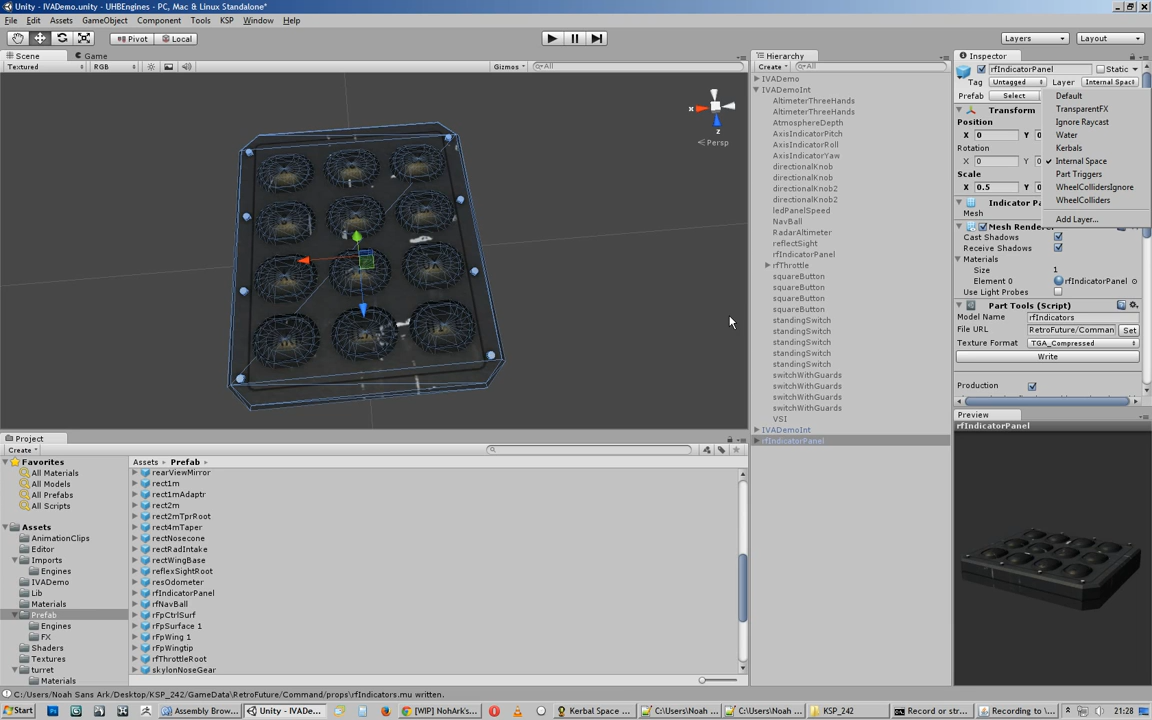 Unity - IVADemo.unity - UHBEngines - PC, Mac & Linux Standalone*
File Edit Assets GameObject Component Tools KSP Window Help
Pivot Local Layers Layout
Scene Game
Textured RGB Gizmos All
x z
Persp
Project
Create
Favorites
All Materials
All Models
All Prefabs
All Scripts
Assets
AnimationClips
Editor
Imports
Engines
IVADemo
Lib
Materials
Prefab
Engines
FX
Shaders
Textures
turret
Materials
Assets Prefab
rearViewMirror
rect1m
rect1mAdaptr
rect2m
rect2mTprRoot
rect4mTaper
rectNosecone
rectRadIntake
rectWingBase
reflexSightRoot
resOdometer
rfIndicatorPanel
rfNavBall
rfpCtrlSurf
rFpSurface 1
rFpWing 1
rFpWingtip
rfThrottleRoot
skylonNoseGear
Hierarchy
Create All
IVADemo
IVADemoInt
AltimeterThreeHands
AltimeterThreeHands
AtmosphereDepth
AxisIndicatorPitch
AxisIndicatorRoll
AxisIndicatorYaw
directionalKnob
directionalKnob
directionalKnob2
directionalKnob2
ledPanelSpeed
NavBall
RadarAltimeter
reflectSight
rfIndicatorPanel
rfThrottle
squareButton
squareButton
squareButton
squareButton
standingSwitch
standingSwitch
standingSwitch
standingSwitch
standingSwitch
switchWithGuards
switchWithGuards
switchWithGuards
switchWithGuards
VSI
IVADemoInt
rfIndicatorPanel
Inspector
rfIndicatorPanel Static
Tag Untagged Layer Internal Spac
Prefab Select
Default
TransparentFX
Ignore Raycast
Water
Kerbals
Internal Space
Part Triggers
WheelCollidersIgnore
WheelColliders
Add Layer...
Transform
Position
X 0 Y
Rotation
X 0 Y
Scale
X 0.5 Y
Indicator Pa
Mesh
Mesh Renderer
Cast Shadows
Receive Shadows
Materials
Size 1
Element 0 rfIndicatorPanel
Use Light Probes
Part Tools (Script)
Model Name rfIndicators
File URL RetroFuture/Comman Set
Texture Format TGA_Compressed
Write
Production
Preview
rfIndicatorPanel
C:/Users/Noah Sans Ark/Desktop/KSP_242/GameData/RetroFuture/Command/props\rfIndicators.mu written.
Start Assembly Brow... Unity - IVADe... [WIP] NohArk's... Kerbal Space ... C:\Users\Noah ... C:\Users\Noah ... KSP_242 Record or str... Recording to \... 21:28